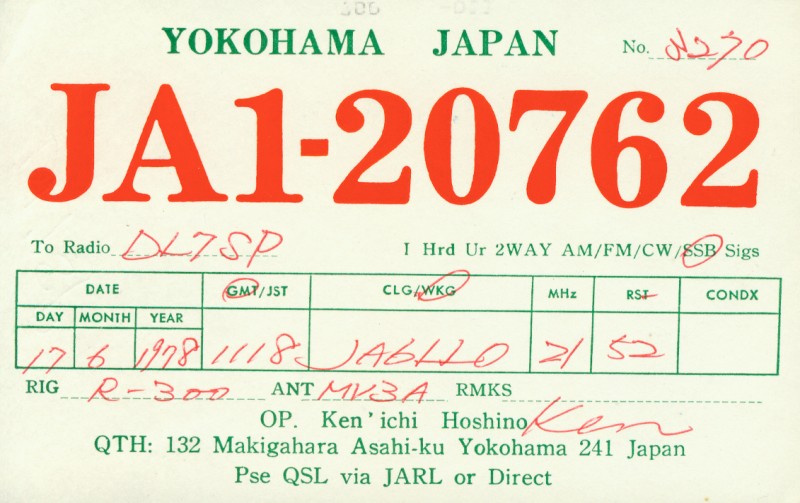 YOKOHAMA JAPAN No. N270
JA1-20762
To Radio DL7SP I Hrd Ur 2WAY AM/FM/CW/SSB Sigs
DATE GMT/JST CLG/WKG MHz RST CONDX
DAY MONTH YEAR
17 6 1978 1118 JA6LLO 21 52
RIG R-300 ANT MV3A RMKS
OP. Ken'ichi Hoshino Ken
QTH: 132 Makigahara Asahi-ku Yokohama 241 Japan
Pse QSL via JARL or Direct